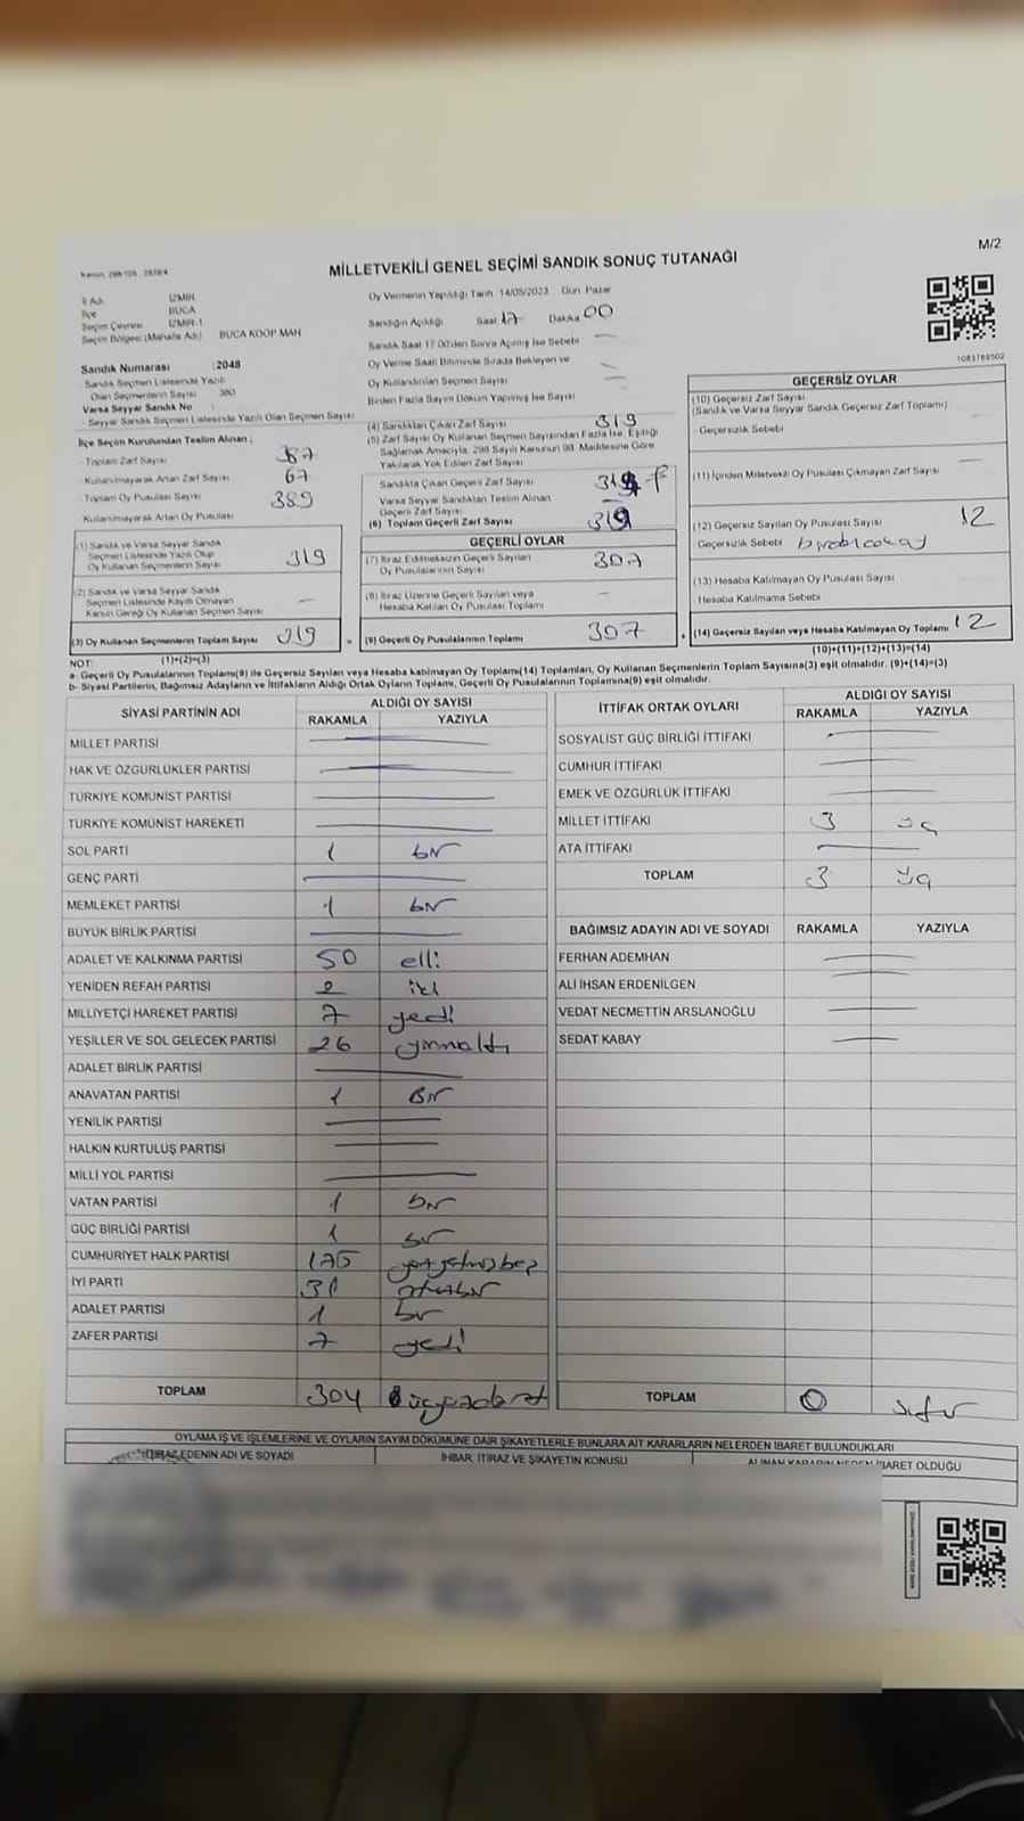 M/2
MİLLETVEKİLİ GENEL SEÇİMİ SANDIK SONUÇ TUTANAĞI
İl Adı İZMİR
İlçe BUCA
Seçim Çevresi İZMİR-1
Seçim Bölgesi (Mahalle Adı) BUCA KOOP MAH
Sandık Numarası :2048
Sandık Seçmen Listesinde Yazılı
Olan Seçmenlerin Sayısı 380
Varsa Seyyar Sandık No
Seyyar Sandık Seçmen Listesinde Yazılı Olan Seçmen Sayısı
İlçe Seçim Kurulundan Teslim Alınan ;
Toplam Zarf Sayısı
Kullanılmayarak Artan Zarf Sayısı 67
Toplam Oy Pusulası Sayısı 389
Kullanılmayarak Artan Oy Pusulası
(1) Sandık ve Varsa Seyyar Sandık
Seçmen Listesinde Yazılı Olup
Oy Kullanan Seçmenlerin Sayısı 319
(2) Sandık ve Varsa Seyyar Sandık
Seçmen Listesinde Kayıtlı Olmayan
Kanun Gereği Oy Kullanan Seçmen Sayısı —
(3) Oy Kullanan Seçmenlerin Toplam Sayısı 319
(1)+(2)=(3)
Oy Vermenin Yapıldığı Tarih 14/05/2023 Gün Pazar
Sandığın Açıldığı Saat 17 Dakika 00
Sandık Saat 17:00'den Sonra Açılmış İse Sebebi —
Oy Verme Saati Bitiminde Sırada Bekleyen ve
Oy Kullandırılan Seçmen Sayısı —
Birden Fazla Sayım Döküm Yapılmış İse Sayısı —
(4) Sandıktan Çıkan Zarf Sayısı 319
(5) Zarf Sayısı Oy Kullanan Seçmen Sayısından Fazla İse, Eşitliği
Sağlamak Amacıyla, 298 Sayılı Kanunun 98. Maddesine Göre
Yakılarak Yok Edilen Zarf Sayısı
Sandıkta Çıkan Geçerli Zarf Sayısı 319
Varsa Seyyar Sandıktan Teslim Alınan
Geçerli Zarf Sayısı —
(6) Toplam Geçerli Zarf Sayısı 319
GEÇERLİ OYLAR
(7) İtiraz Edilmeksizin Geçerli Sayılan
Oy Pusulalarının Sayısı 307
(8) İtiraz Üzerine Geçerli Sayılan veya
Hesaba Katılan Oy Pusulası Toplamı —
= (9) Geçerli Oy Pusulalarının Toplamı 307
1083169502
GEÇERSİZ OYLAR
(10) Geçersiz Zarf Sayısı
(Sandık ve Varsa Seyyar Sandık Geçersiz Zarf Toplamı) —
Geçersizlik Sebebi
(11) İçinden Milletvekili Oy Pusulası Çıkmayan Zarf Sayısı —
(12) Geçersiz Sayılan Oy Pusulası Sayısı 12
Geçersizlik Sebebi
(13) Hesaba Katılmayan Oy Pusulası Sayısı
Hesaba Katılmama Sebebi
+ (14) Geçersiz Sayılan veya Hesaba Katılmayan Oy Toplamı 12
(10)+(11)+(12)+(13)=(14)
NOT:
a- Geçerli Oy Pusulalarının Toplamı(9) ile Geçersiz Sayılan veya Hesaba katılmayan Oy Toplamı(14) Toplamları, Oy Kullanan Seçmenlerin Toplam Sayısına(3) eşit olmalıdır. (9)+(14)=(3)
b- Siyasi Partilerin, Bağımsız Adayların ve İttifakların Aldığı Ortak Oyların Toplamı, Geçerli Oy Pusulalarının Toplamına(9) eşit olmalıdır.
SİYASİ PARTİNİN ADI ALDIĞI OY SAYISI
RAKAMLA YAZIYLA
MİLLET PARTİSİ —
HAK VE ÖZGÜRLÜKLER PARTİSİ —
TÜRKİYE KOMÜNİST PARTİSİ —
TÜRKİYE KOMÜNİST HAREKETİ —
SOL PARTİ 1 bir
GENÇ PARTİ —
MEMLEKET PARTİSİ 1 bir
BÜYÜK BİRLİK PARTİSİ —
ADALET VE KALKINMA PARTİSİ 50 elli
YENİDEN REFAH PARTİSİ 2 iki
MİLLİYETÇİ HAREKET PARTİSİ 7 yedi
YEŞİLLER VE SOL GELECEK PARTİSİ 26 yirmialtı
ADALET BİRLİK PARTİSİ —
ANAVATAN PARTİSİ 1 Bir
YENİLİK PARTİSİ —
HALKIN KURTULUŞ PARTİSİ —
MİLLİ YOL PARTİSİ —
VATAN PARTİSİ 1 bir
GÜÇ BİRLİĞİ PARTİSİ 1 bir
CUMHURİYET HALK PARTİSİ 175 yüzyetmişbeş
İYİ PARTİ 31 otuzbir
ADALET PARTİSİ 1 bir
ZAFER PARTİSİ 7 yedi
TOPLAM 304 üçyüzdört
İTTİFAK ORTAK OYLARI ALDIĞI OY SAYISI
RAKAMLA YAZIYLA
SOSYALİST GÜÇ BİRLİĞİ İTTİFAKI —
CUMHUR İTTİFAKI —
EMEK VE ÖZGÜRLÜK İTTİFAKI —
MİLLET İTTİFAKI 3 üç
ATA İTTİFAKI —
TOPLAM 3 üç
BAĞIMSIZ ADAYIN ADI VE SOYADI RAKAMLA YAZIYLA
FERHAN ADEMHAN —
ALİ İHSAN ERDENİLGEN —
VEDAT NECMETTİN ARSLANOĞLU —
SEDAT KABAY —
TOPLAM 0 sıfır
OYLAMA İŞ VE İŞLEMLERİNE VE OYLARIN SAYIM DÖKÜMÜNE DAİR ŞİKAYETLERLE BUNLARA AİT KARARLARIN NELERDEN İBARET BULUNDUKLARI
İTİRAZ EDENİN ADI VE SOYADI İHBAR, İTİRAZ VE ŞİKAYETİN KONUSU ALINAN KARARIN NEDEN İBARET OLDUĞU